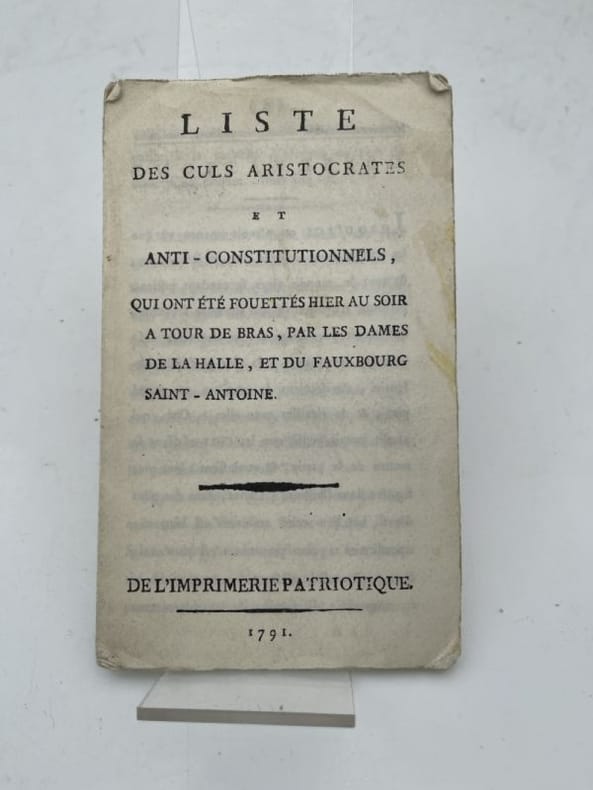 LISTE
DES CULS ARISTOCRATES
ET
ANTI - CONSTITUTIONNELS ,
QUI ONT ÉTÉ FOUETTÉS HIER AU SOIR
A TOUR DE BRAS , PAR LES DAMES
DE LA HALLE , ET DU FAUXBOURG
SAINT - ANTOINE.
DE L'IMPRIMERIE PATRIOTIQUE.
1791.